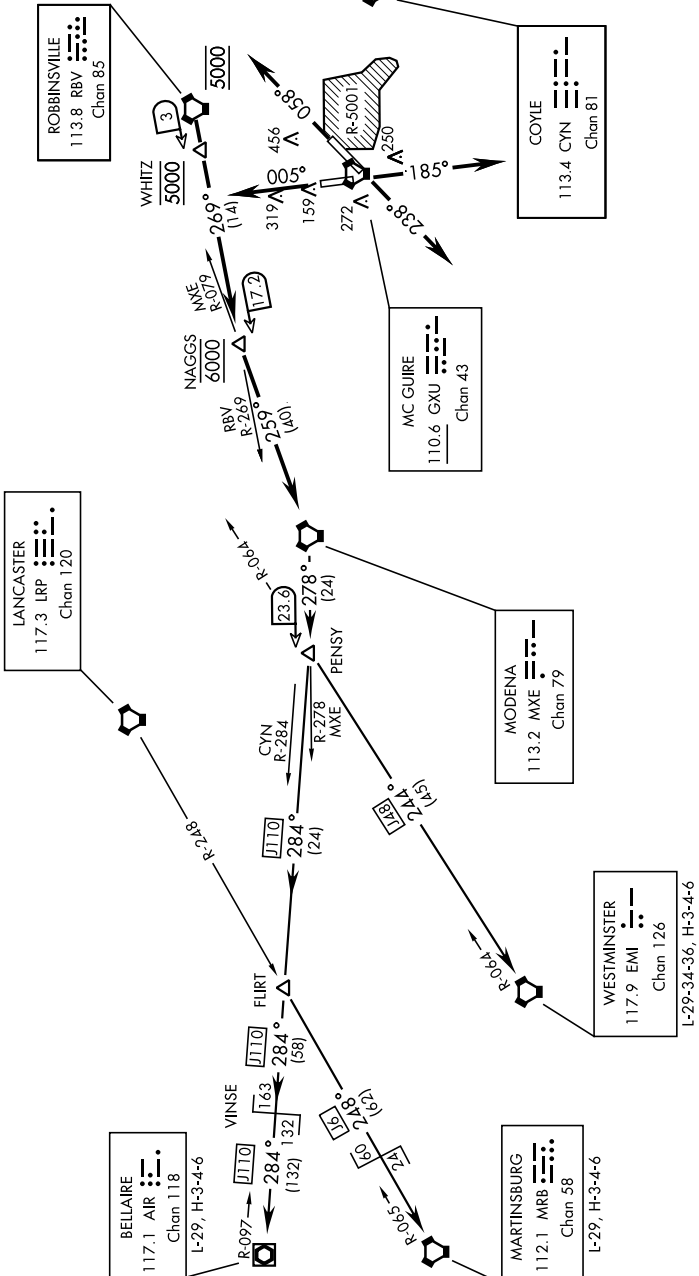 ROBBINSVILLE
113.8 RBV
Chan 85
3
5000
WHITZ
5000
269°
(14)
MXE
R-079
17.2
NAGGS
6000
RBV
R-269
259°
(40)
058°
R-5001
456
005°
319
159
272
250
185°
238°
COYLE
113.4 CYN
Chan 81
MC GUIRE
110.6 GXU
Chan 43
LANCASTER
117.3 LRP
Chan 120
R-064
23.6
278°
(24)
PENSY
MODENA
113.2 MXE
Chan 79
CYN
R-284
R-278
MXE
J110
284°
(24)
J48
244°
(45)
R-248
FLIRT
R-064
WESTMINSTER
117.9 EMI
Chan 126
L-29-34-36, H-3-4-6
J110
284°
(58)
VINSE
163
132
J110
284°
(132)
R-097
J6
248°
(62)
60
24
R-065
BELLAIRE
117.1 AIR
Chan 118
L-29, H-3-4-6
MARTINSBURG
112.1 MRB
Chan 58
L-29, H-3-4-6